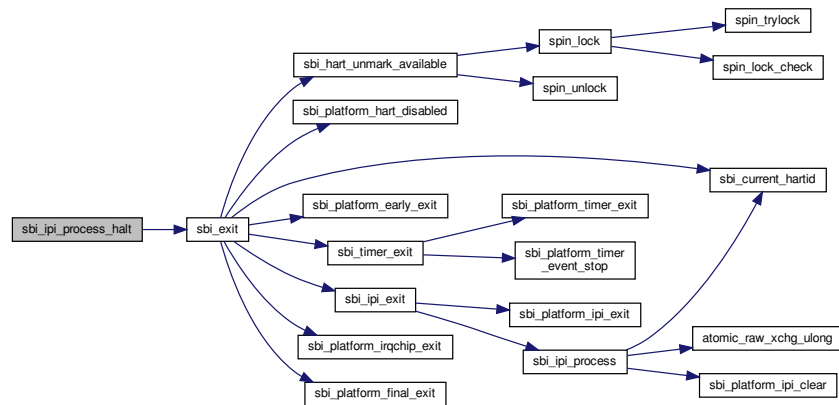 sbi_ipi_process_halt
sbi_exit
sbi_hart_unmark_available
sbi_platform_hart_disabled
sbi_platform_early_exit
sbi_timer_exit
sbi_ipi_exit
sbi_platform_irqchip_exit
sbi_platform_final_exit
spin_lock
spin_unlock
sbi_platform_timer_exit
sbi_platform_timer
_event_stop
sbi_platform_ipi_exit
sbi_ipi_process
spin_trylock
spin_lock_check
sbi_current_hartid
atomic_raw_xchg_ulong
sbi_platform_ipi_clear